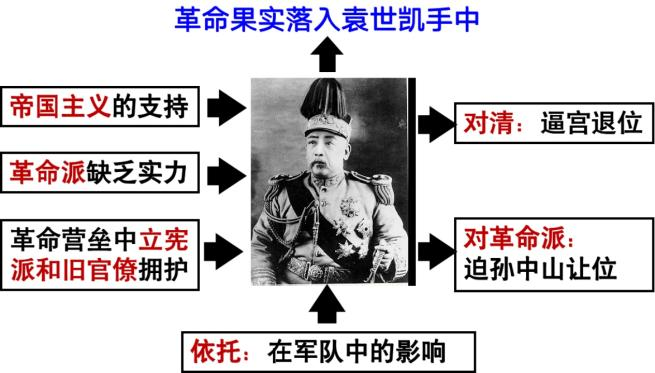 革命果实落入袁世凯手中
帝国主义的支持
革命派缺乏实力
革命营垒中立宪
派和旧官僚拥护
对清：逼宫退位
对革命派：
迫孙中山让位
依托：在军队中的影响